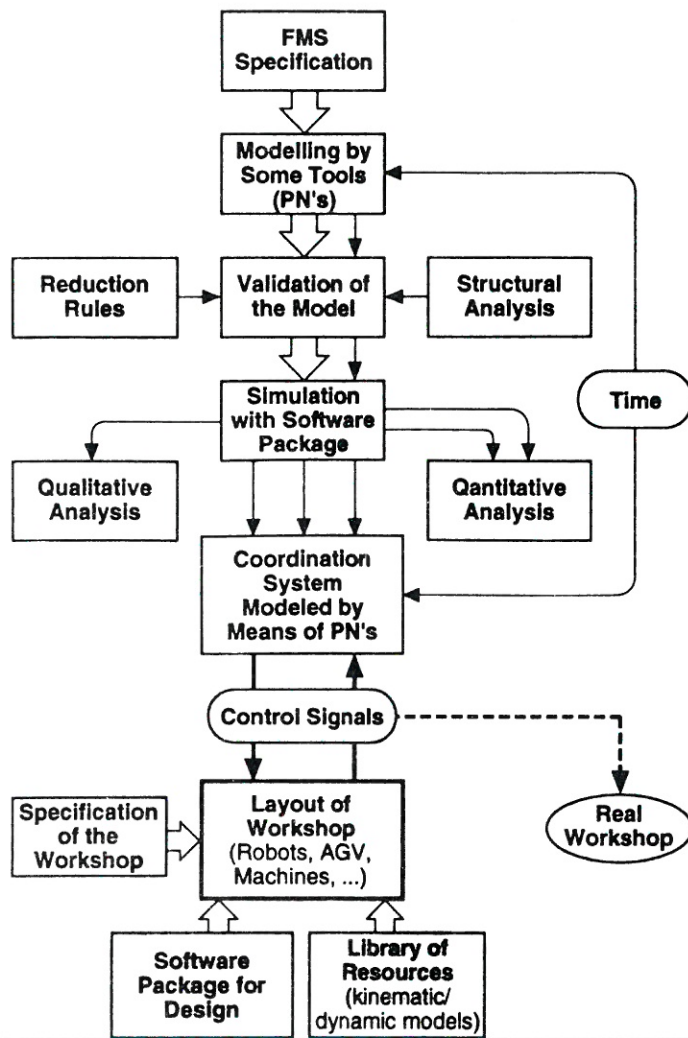 FMS
Specification
Modelling by
Some Tools
(PN's)
Reduction
Rules
Validation of
the Model
Structural
Analysis
Simulation
with Software
Package
Time
Qualitative
Analysis
Qantitative
Analysis
Coordination
System
Modeled by
Means of PN's
Control Signals
Specification
of the
Workshop
Layout of
Workshop
(Robots, AGV,
Machines, ...)
Real
Workshop
Software
Package for
Design
Library of
Resources
(kinematic/
dynamic models)